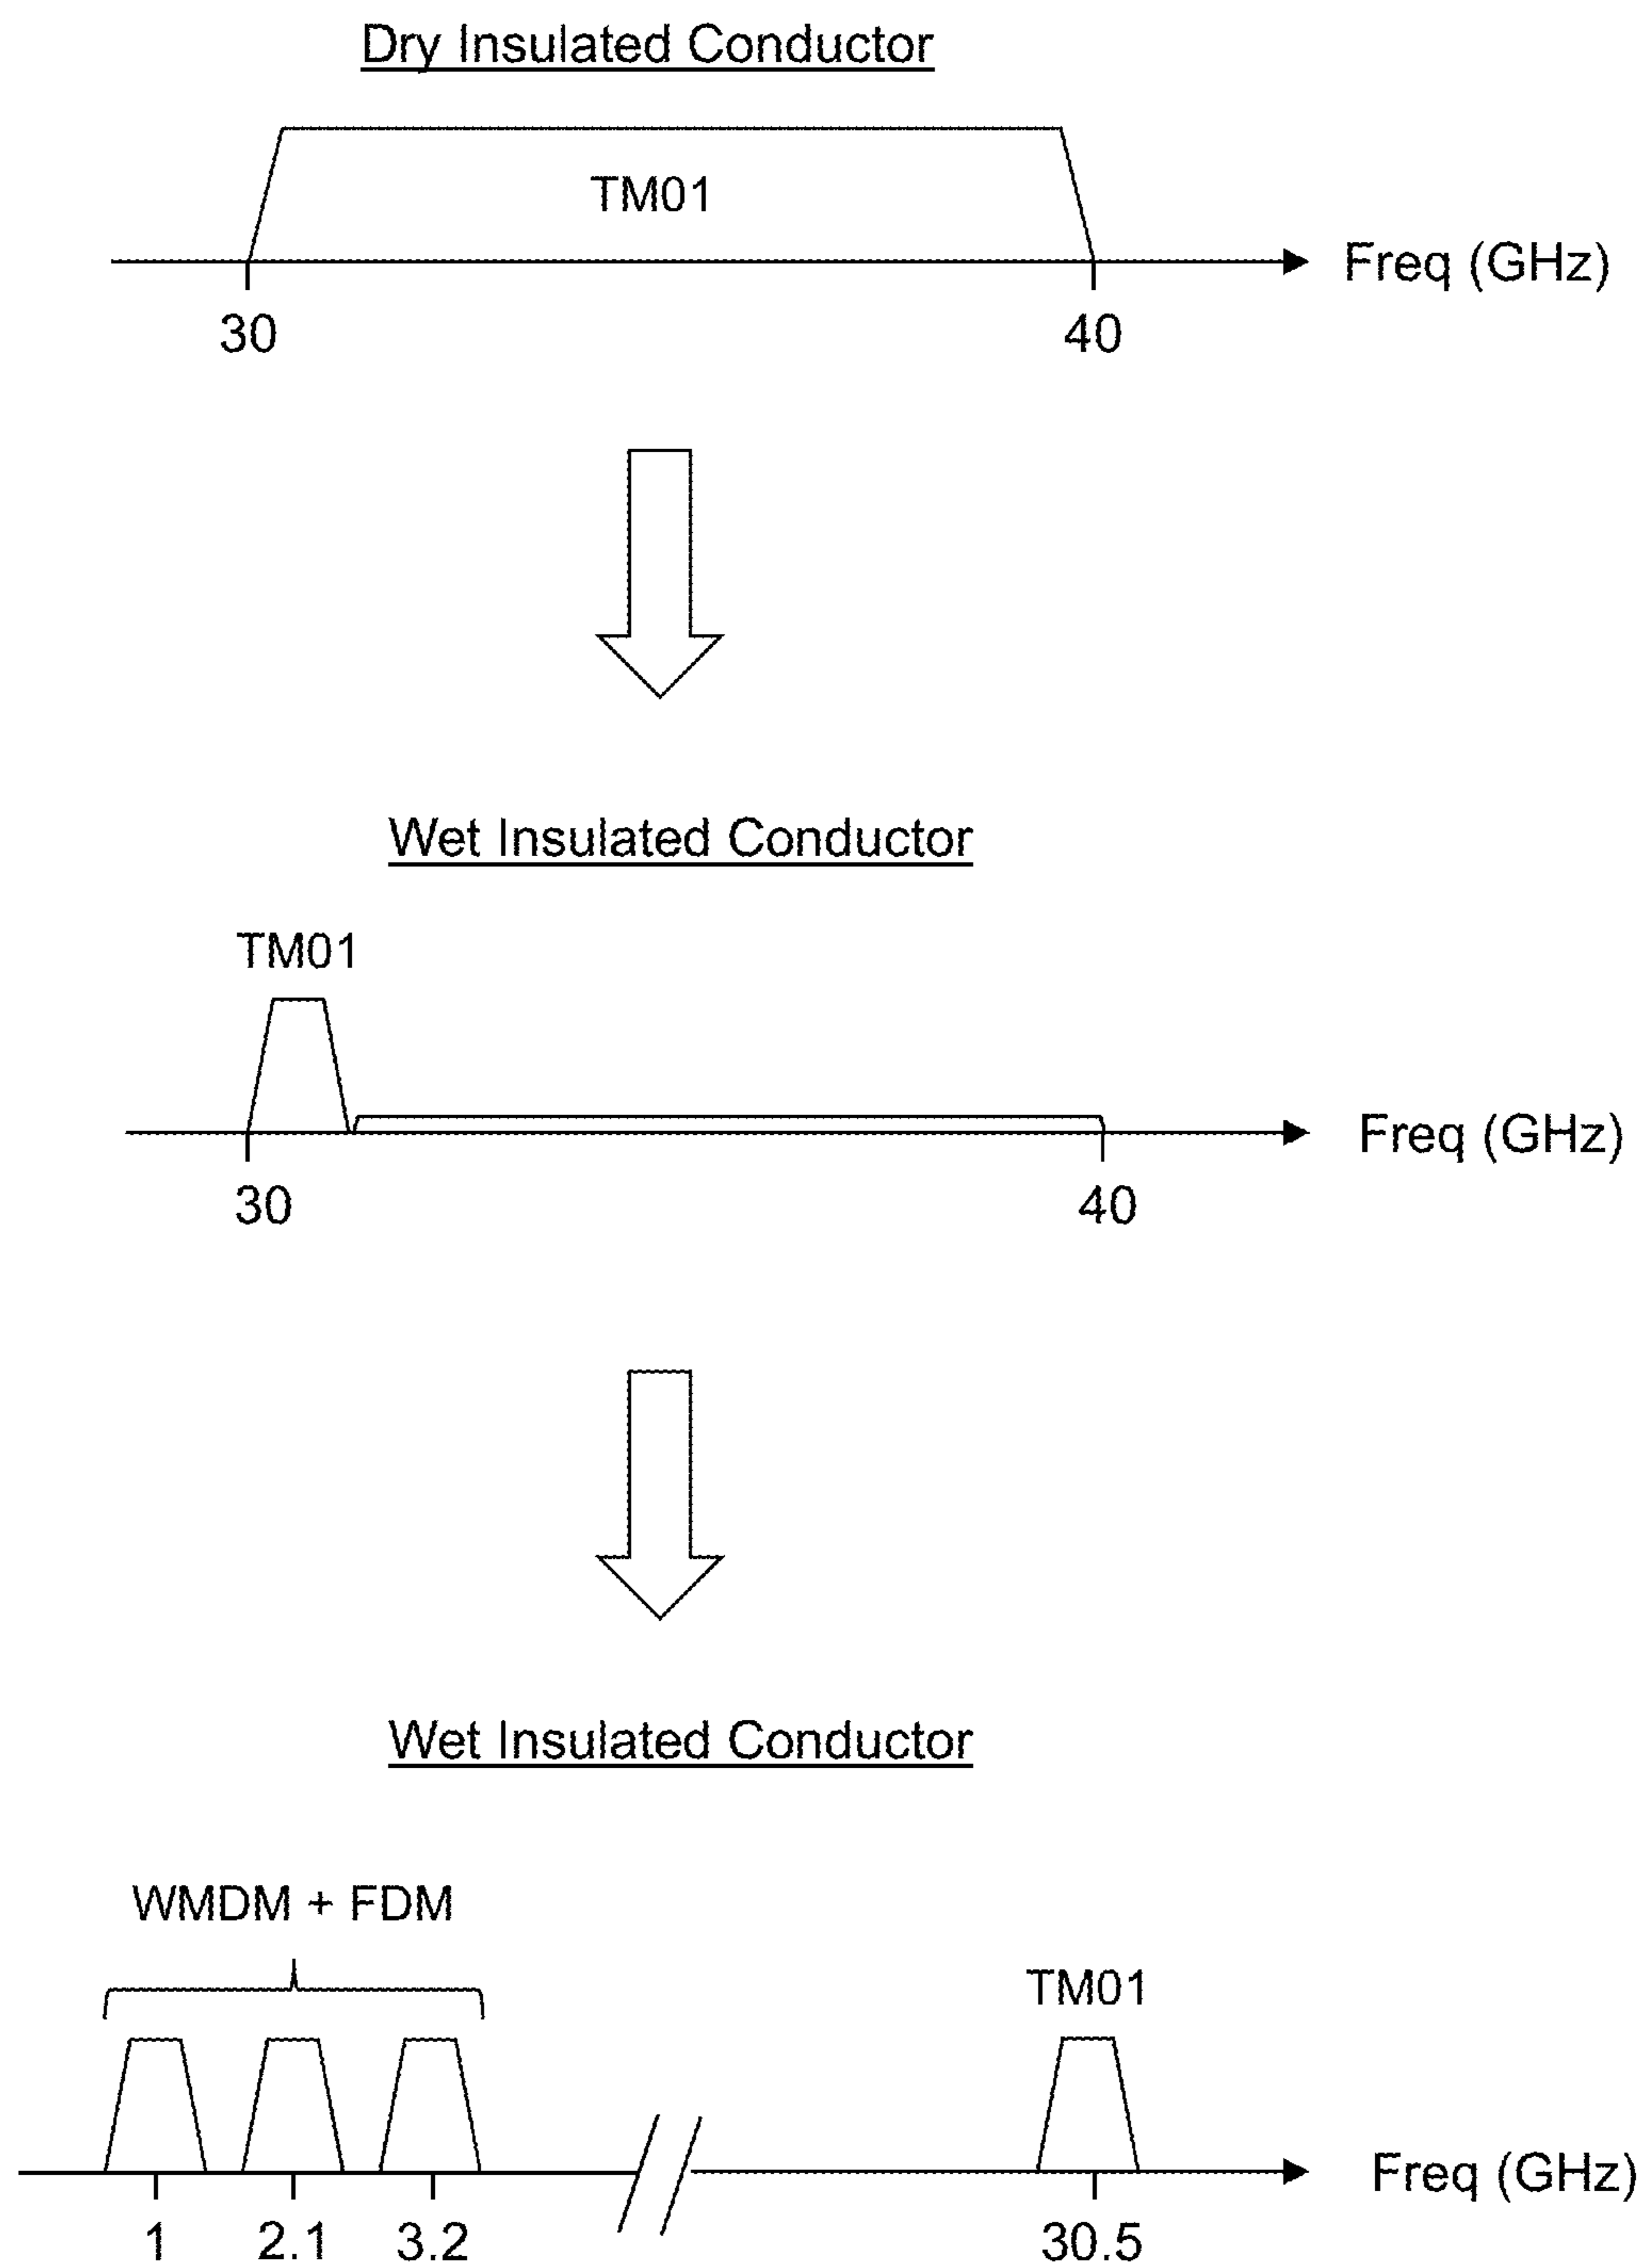 Dry Insulated Conductor
TM01
Freq (GHz)
30 40
Wet Insulated Conductor
TM01
Freq (GHz)
30 40
Wet Insulated Conductor
WMDM + FDM
TM01
Freq (GHz)
1 2.1 3.2 30.5